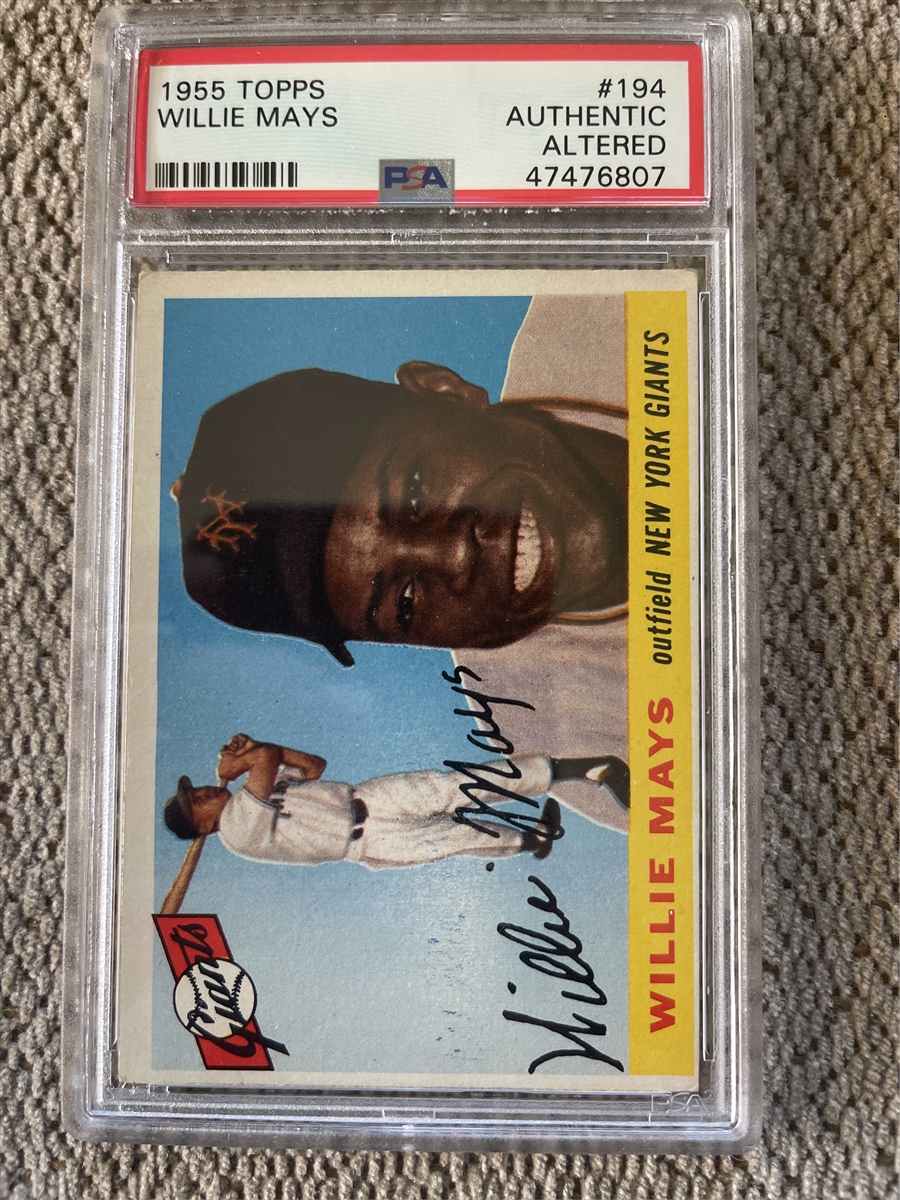 1955 TOPPS #194
WILLIE MAYS AUTHENTIC
ALTERED
PSA 47476807
NY
Giants
Willie Mays
WILLIE MAYS outfield NEW YORK GIANTS
PSA